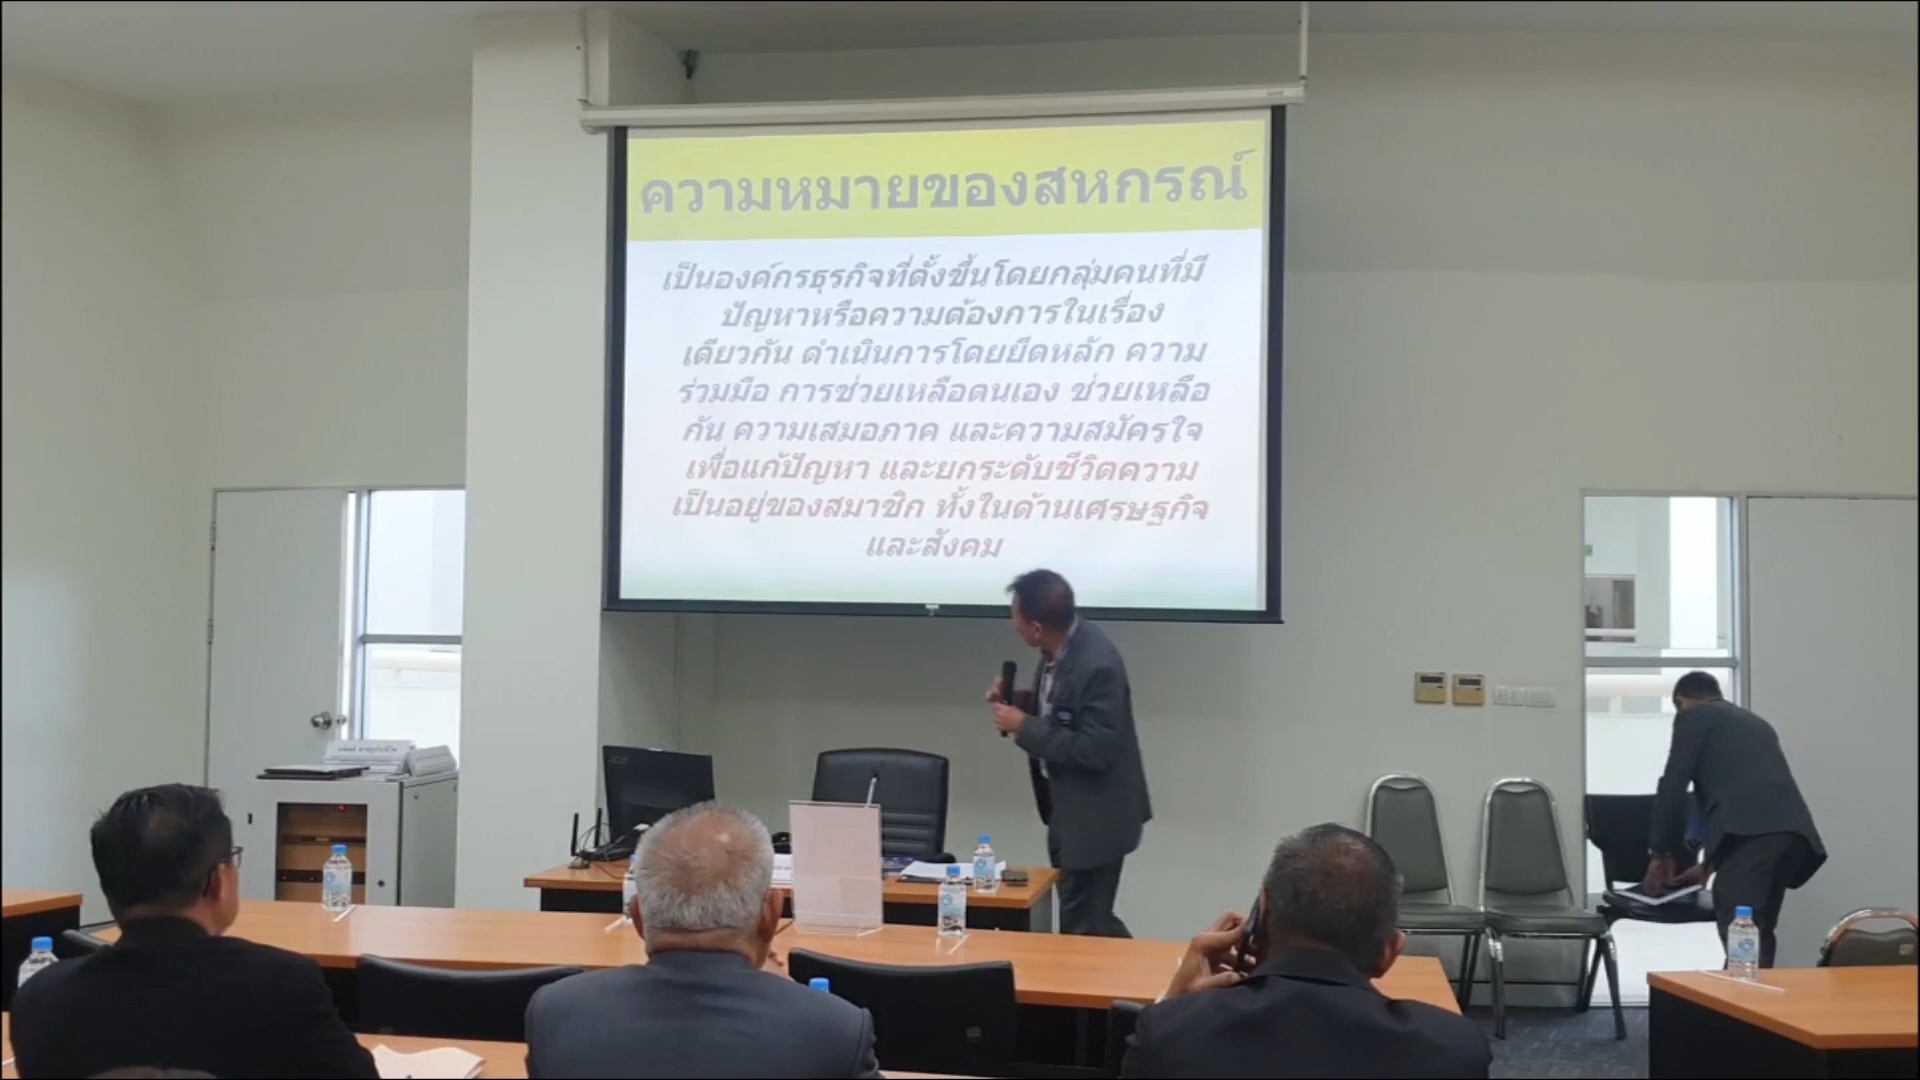 ความหมายของสหกรณ์
เป็นองค์กรธุรกิจที่ตั้งขึ้นโดยกลุ่มคนที่มี
ปัญหาหรือความต้องการในเรื่อง
เดียวกัน ดำเนินการโดยยึดหลัก ความ
ร่วมมือ การช่วยเหลือตนเอง ช่วยเหลือ
กัน ความเสมอภาค และความสมัครใจ
เพื่อแก้ปัญหา และยกระดับชีวิตความ
เป็นอยู่ของสมาชิก ทั้งในด้านเศรษฐกิจ
และสังคม
acer